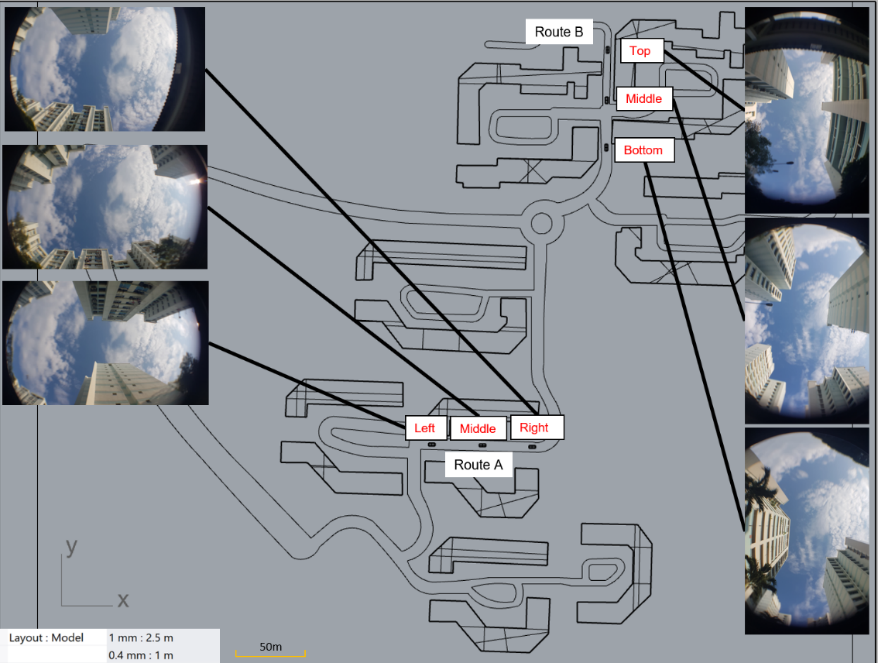 Route B
Top
Middle
Bottom
Left
Middle
Right
Route A
y
x
Layout : Model
1 mm : 2.5 m
0.4 mm : 1 m
50m